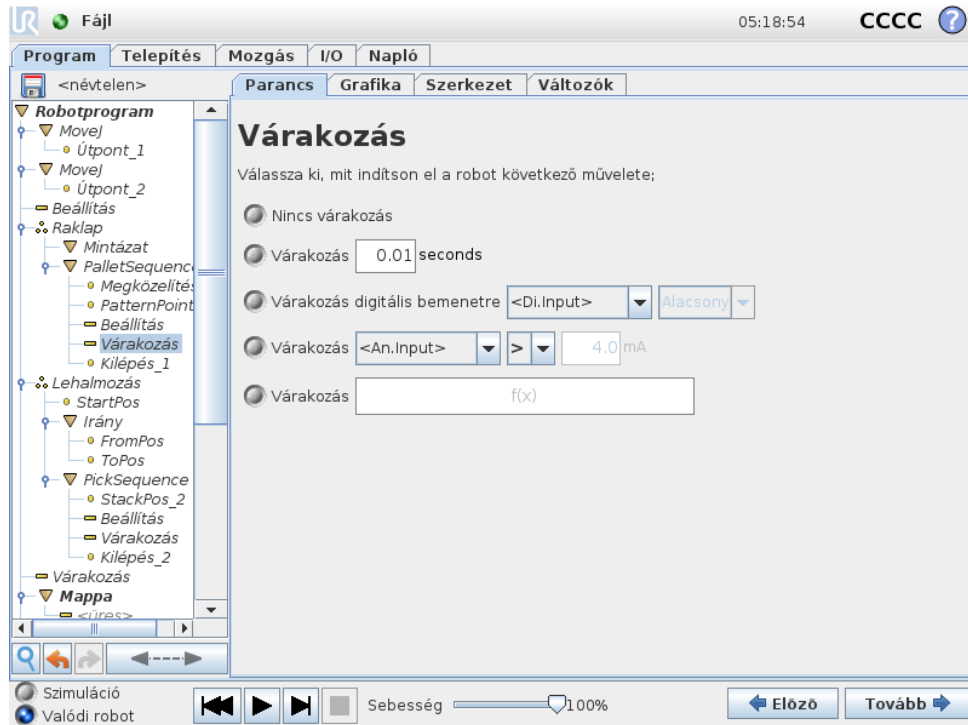 UR Fájl 05:18:54 CCCC ?
Program Telepítés Mozgás I/O Napló
<névtelen>
Parancs Grafika Szerkezet Változók
Robotprogram
MoveJ
Útpont_1
MoveJ
Útpont_2
Beállítás
Raklap
Mintázat
PalletSequence
Megközelítés
PatternPoint
Beállítás
Várakozás
Kilépés_1
Lehalmozás
StartPos
Irány
FromPos
ToPos
PickSequence
StackPos_2
Beállítás
Várakozás
Kilépés_2
Várakozás
Mappa
<üres>
Várakozás
Válassza ki, mit indítson el a robot következő művelete;
Nincs várakozás
Várakozás 0.01 seconds
Várakozás digitális bemenetre <Di.Input> Alacsony
Várakozás <An.Input> > 4.0 mA
Várakozás f(x)
Szimuláció
Valódi robot
Sebesség 100%
Előző Tovább